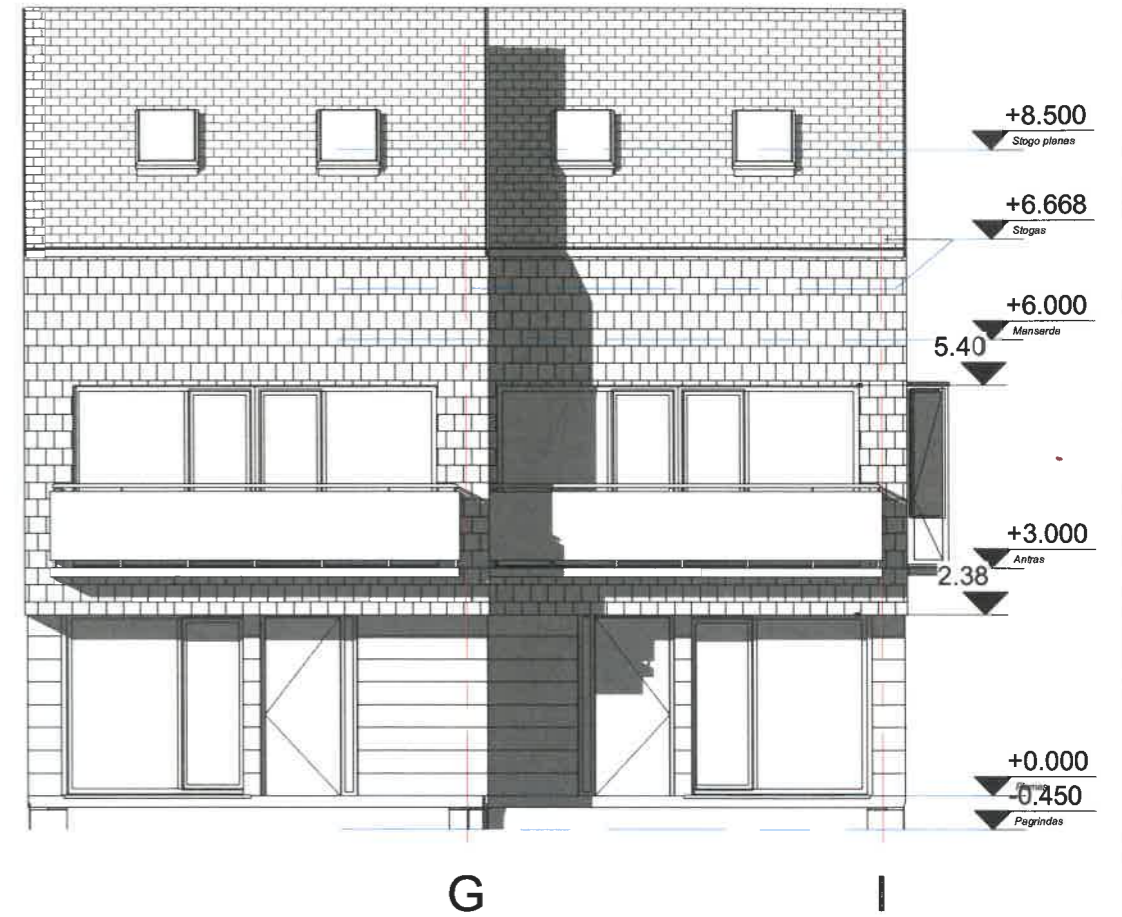 +8.500
Stogo planas
+6.668
Stogas
+6.000
Mansarda
5.40
+3.000
Antras
2.38
+0.000
-0.450
Pagrindas
G
I